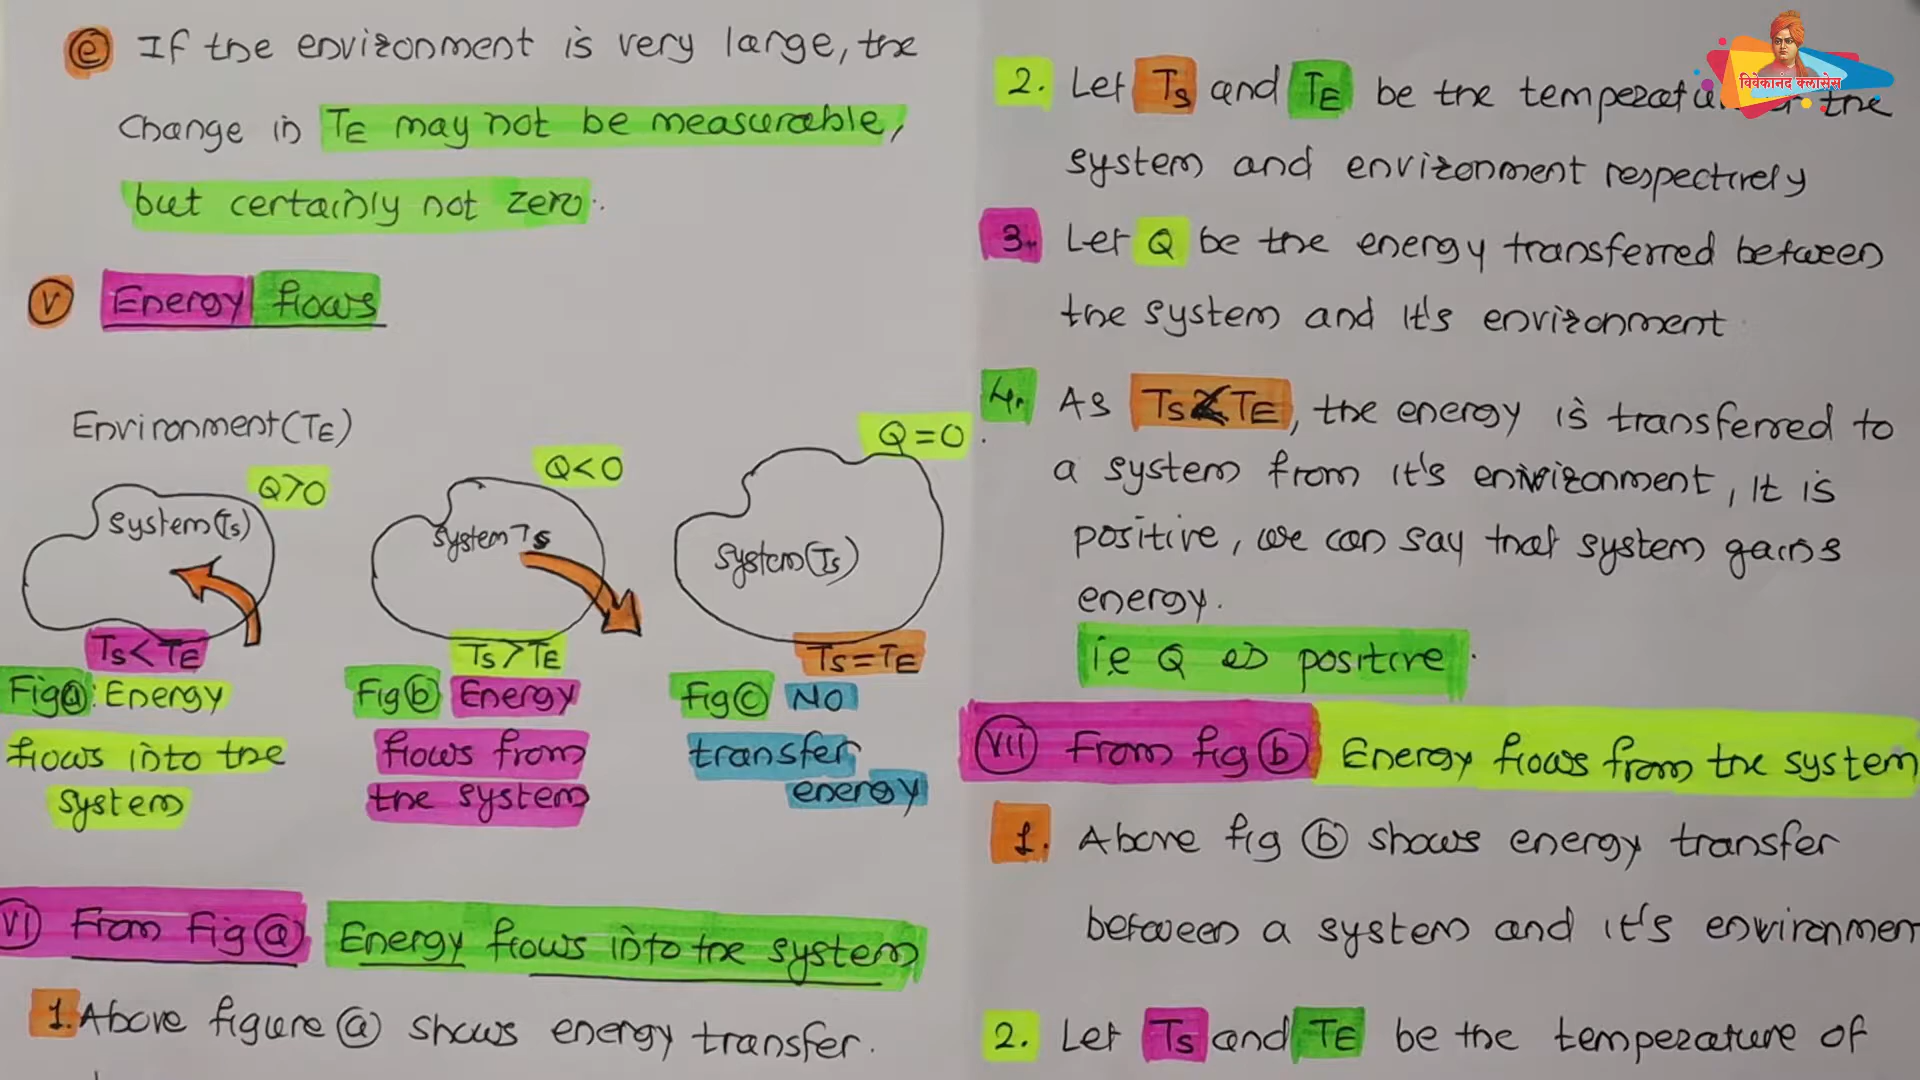 ⓔ If the environment is very large, the
change in TE may not be measurable,
but certainly not zero.
ⓥ Energy flows
Environment(TE)
Q>0
System(Ts)
Ts<TE
Fig ⓐ: Energy
flows into the
system
Q<0
System Ts
Ts>TE
Fig ⓑ Energy
flows from
the system
Q=0
System(Ts)
Ts=TE
Fig ⓒ No
transfer
energy
ⓥⓘ From Fig ⓐ Energy flows into the system
1. Above figure ⓐ shows energy transfer.
2. Let Ts and TE be the
system and environment respectively
3. Let Q be the energy transferred between
the system and it's environment
4. As Ts<TE, the energy is transferred to
a system from it's environment, it is
positive, we can say that system gains
energy.
ie Q is positive.
ⓥⓘⓘ From fig ⓑ Energy flows from the system
1. Above fig ⓑ shows energy transfer
between a system and it's environmen
2. Let Ts and TE be the temperature of
विवेकानंद क्लासेस